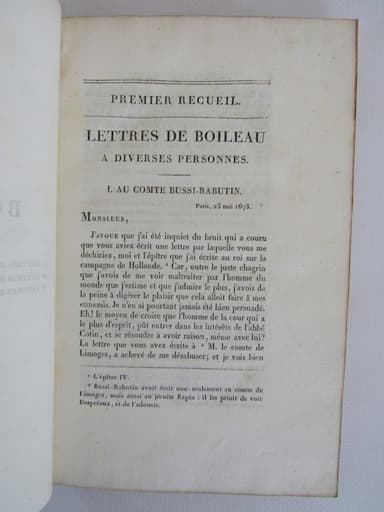 PREMIER RECUEIL.
LETTRES DE BOILEAU
A DIVERSES PERSONNES.
I. AU COMTE BUSSI-RABUTIN.
Paris, 25 mai 1673.
MONSIEUR,
J'AVOUE que j'ai été inquiet du bruit qui a couru
que vous aviez écrit une lettre par laquelle vous me
déchiriez, moi et l'épître que j'ai écrite au roi sur la
campagne de Hollande. ¹ Car, outre le juste chagrin
que j'avois de me voir maltraiter par l'homme du
monde que j'estime et que j'admire le plus, j'avois de
la peine à digérer le plaisir que cela alloit faire à mes
ennemis. Je n'en ai pourtant jamais été bien persuadé.
Eh! le moyen de croire que l'homme de la cour qui a
le plus d'esprit, pût entrer dans les intérêts de l'abbé
Cotin, et se résoudre à avoir raison, même avec lui?
La lettre que vous avez écrite à ² M. le comte de
Limoges, a achevé de me désabuser; et je vois bien
¹ L'épître IV.
² Bussi-Rabutin avoit écrit non-seulement au comte de
Limoges, mais aussi au jésuite Rapin: il les prioit de voir
Despréaux, et de l'adoucir.